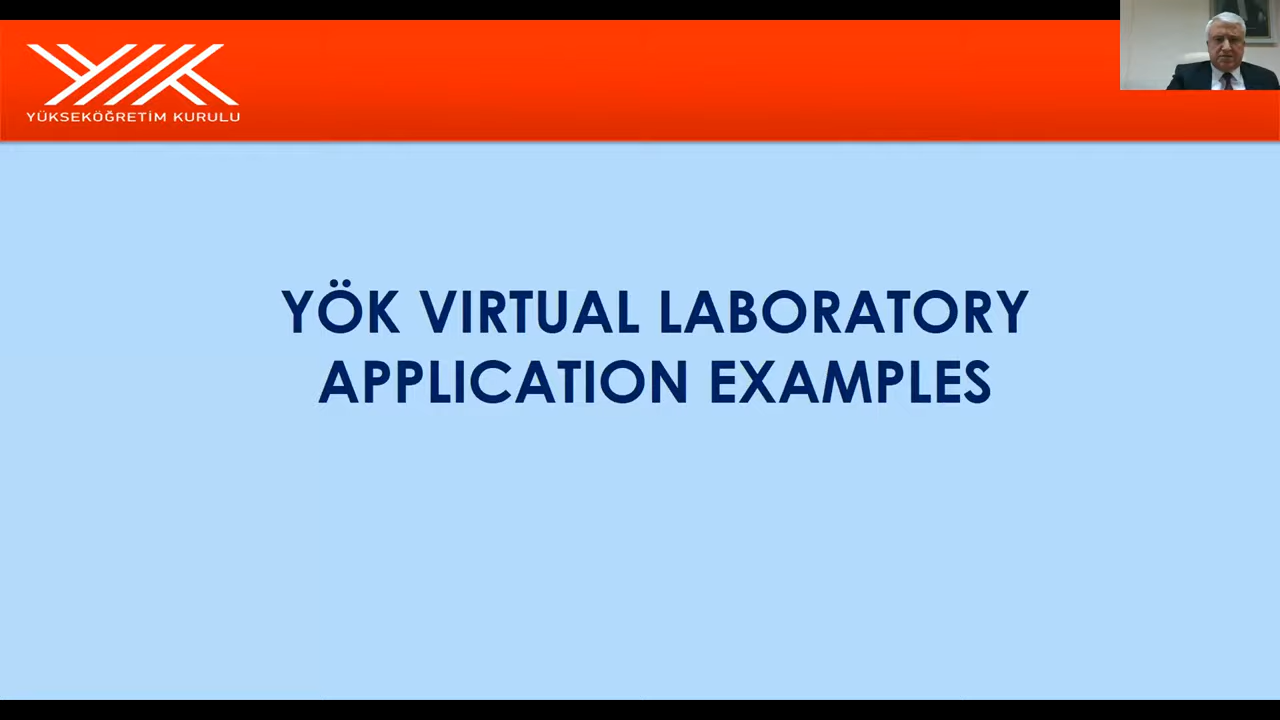 YÜKSEKÖĞRETİM KURULU
YÖK VIRTUAL LABORATORY
APPLICATION EXAMPLES